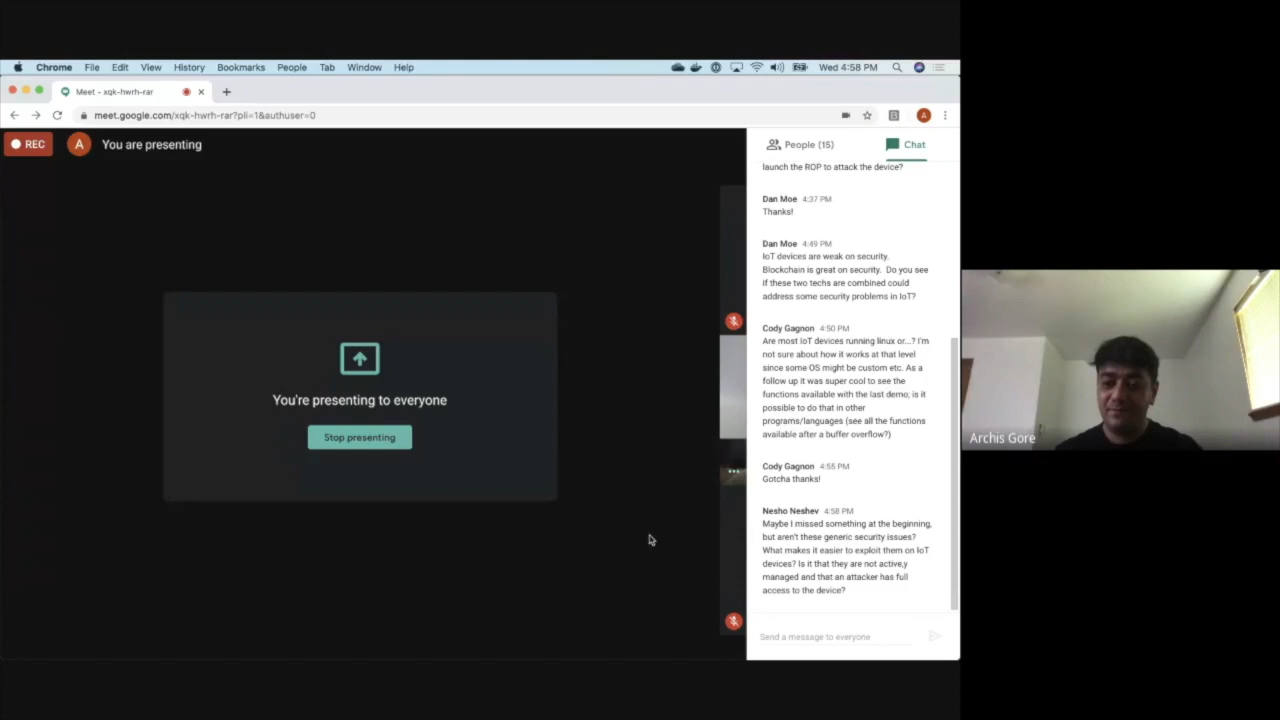 Chrome File Edit View History Bookmarks People Tab Window Help Wed 4:58 PM
Meet - xqk-hwrh-rar
meet.google.com/xqk-hwrh-rar?pli=1&authuser=0 A
REC A You are presenting
People (15) Chat
launch the ROP to attack the device?
Dan Moe 4:37 PM
Thanks!
Dan Moe 4:49 PM
IoT devices are weak on security.
Blockchain is great on security. Do you see
if these two techs are combined could
address some security problems in IoT?
Cody Gagnon 4:50 PM
Are most IoT devices running linux or...? I'm
not sure about how it works at that level
since some OS might be custom etc. As a
follow up it was super cool to see the
functions available with the last demo, is it
possible to do that in other
programs/languages (see all the functions
available after a buffer overflow?)
Cody Gagnon 4:55 PM
Gotcha thanks!
Nesho Neshev 4:58 PM
Maybe I missed something at the beginning,
but aren't these generic security issues?
What makes it easier to exploit them on IoT
devices? Is it that they are not active,y
managed and that an attacker has full
access to the device?
Send a message to everyone
You're presenting to everyone
Stop presenting
Archis Gore